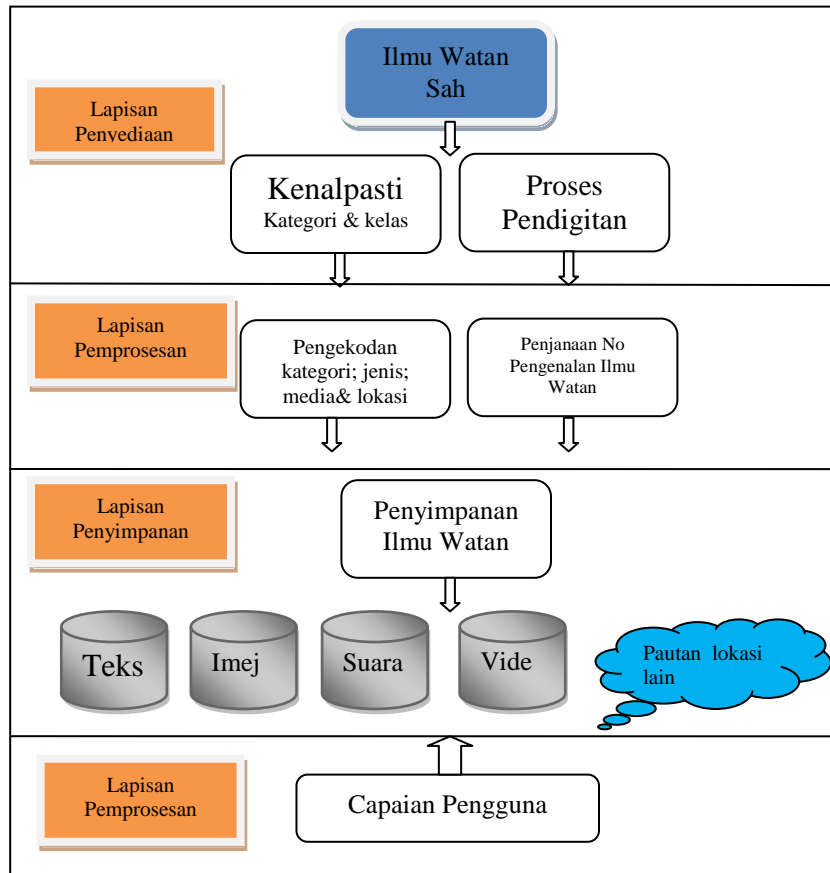 Ilmu Watan
Sah
Lapisan
Penyediaan
Kenalpasti
Kategori & kelas
Proses
Pendigitan
Lapisan
Pemprosesan
Pengekodan
kategori; jenis;
media& lokasi
Penjanaan No
Pengenalan Ilmu
Watan
Lapisan
Penyimpanan
Penyimpanan
Ilmu Watan
Teks
Imej
Suara
Vide
Pautan lokasi
lain
Lapisan
Pemprosesan
Capaian Pengguna